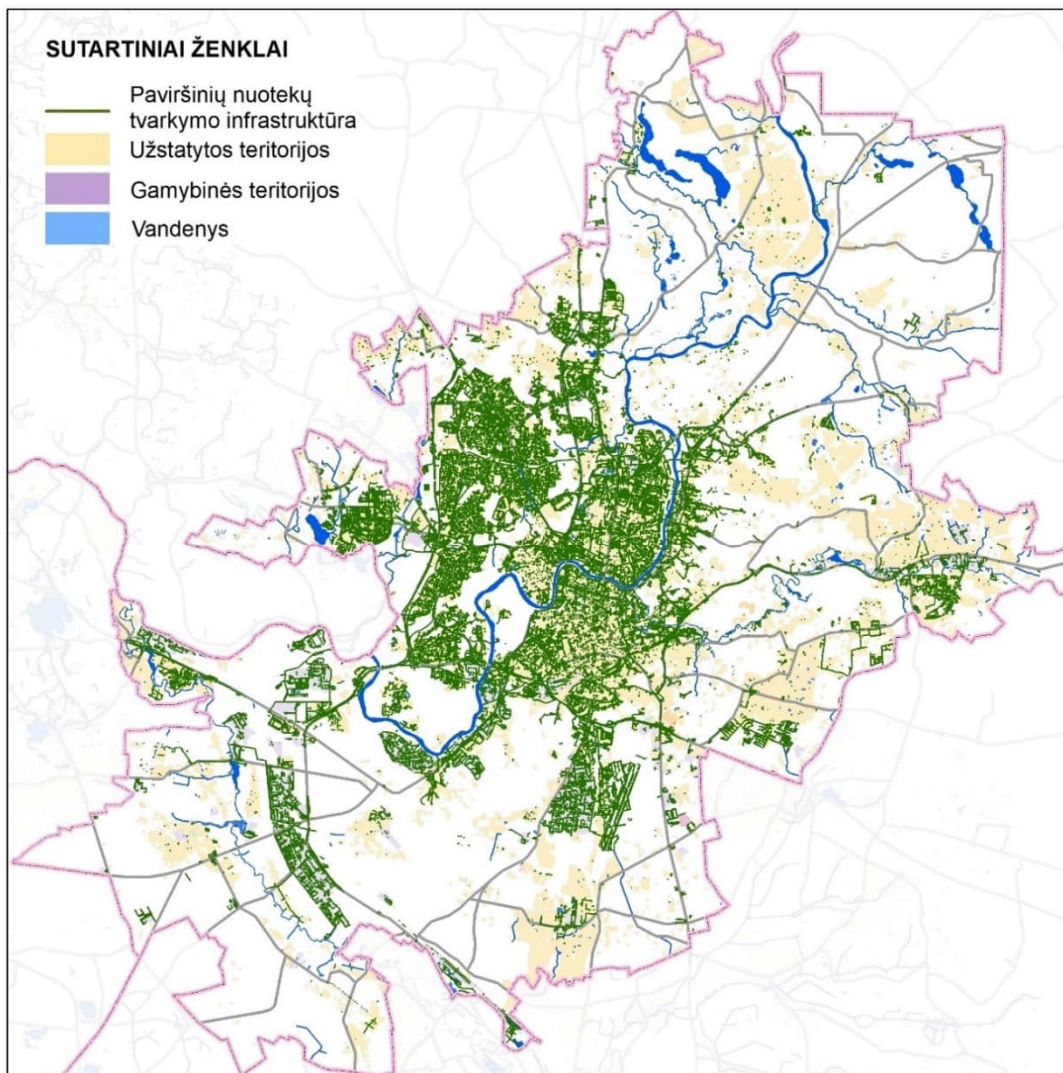 SUTARTINIAI ŽENKLAI
Paviršinių nuotekų
tvarkymo infrastruktūra
Užstatytos teritorijos
Gamybinės teritorijos
Vandenys